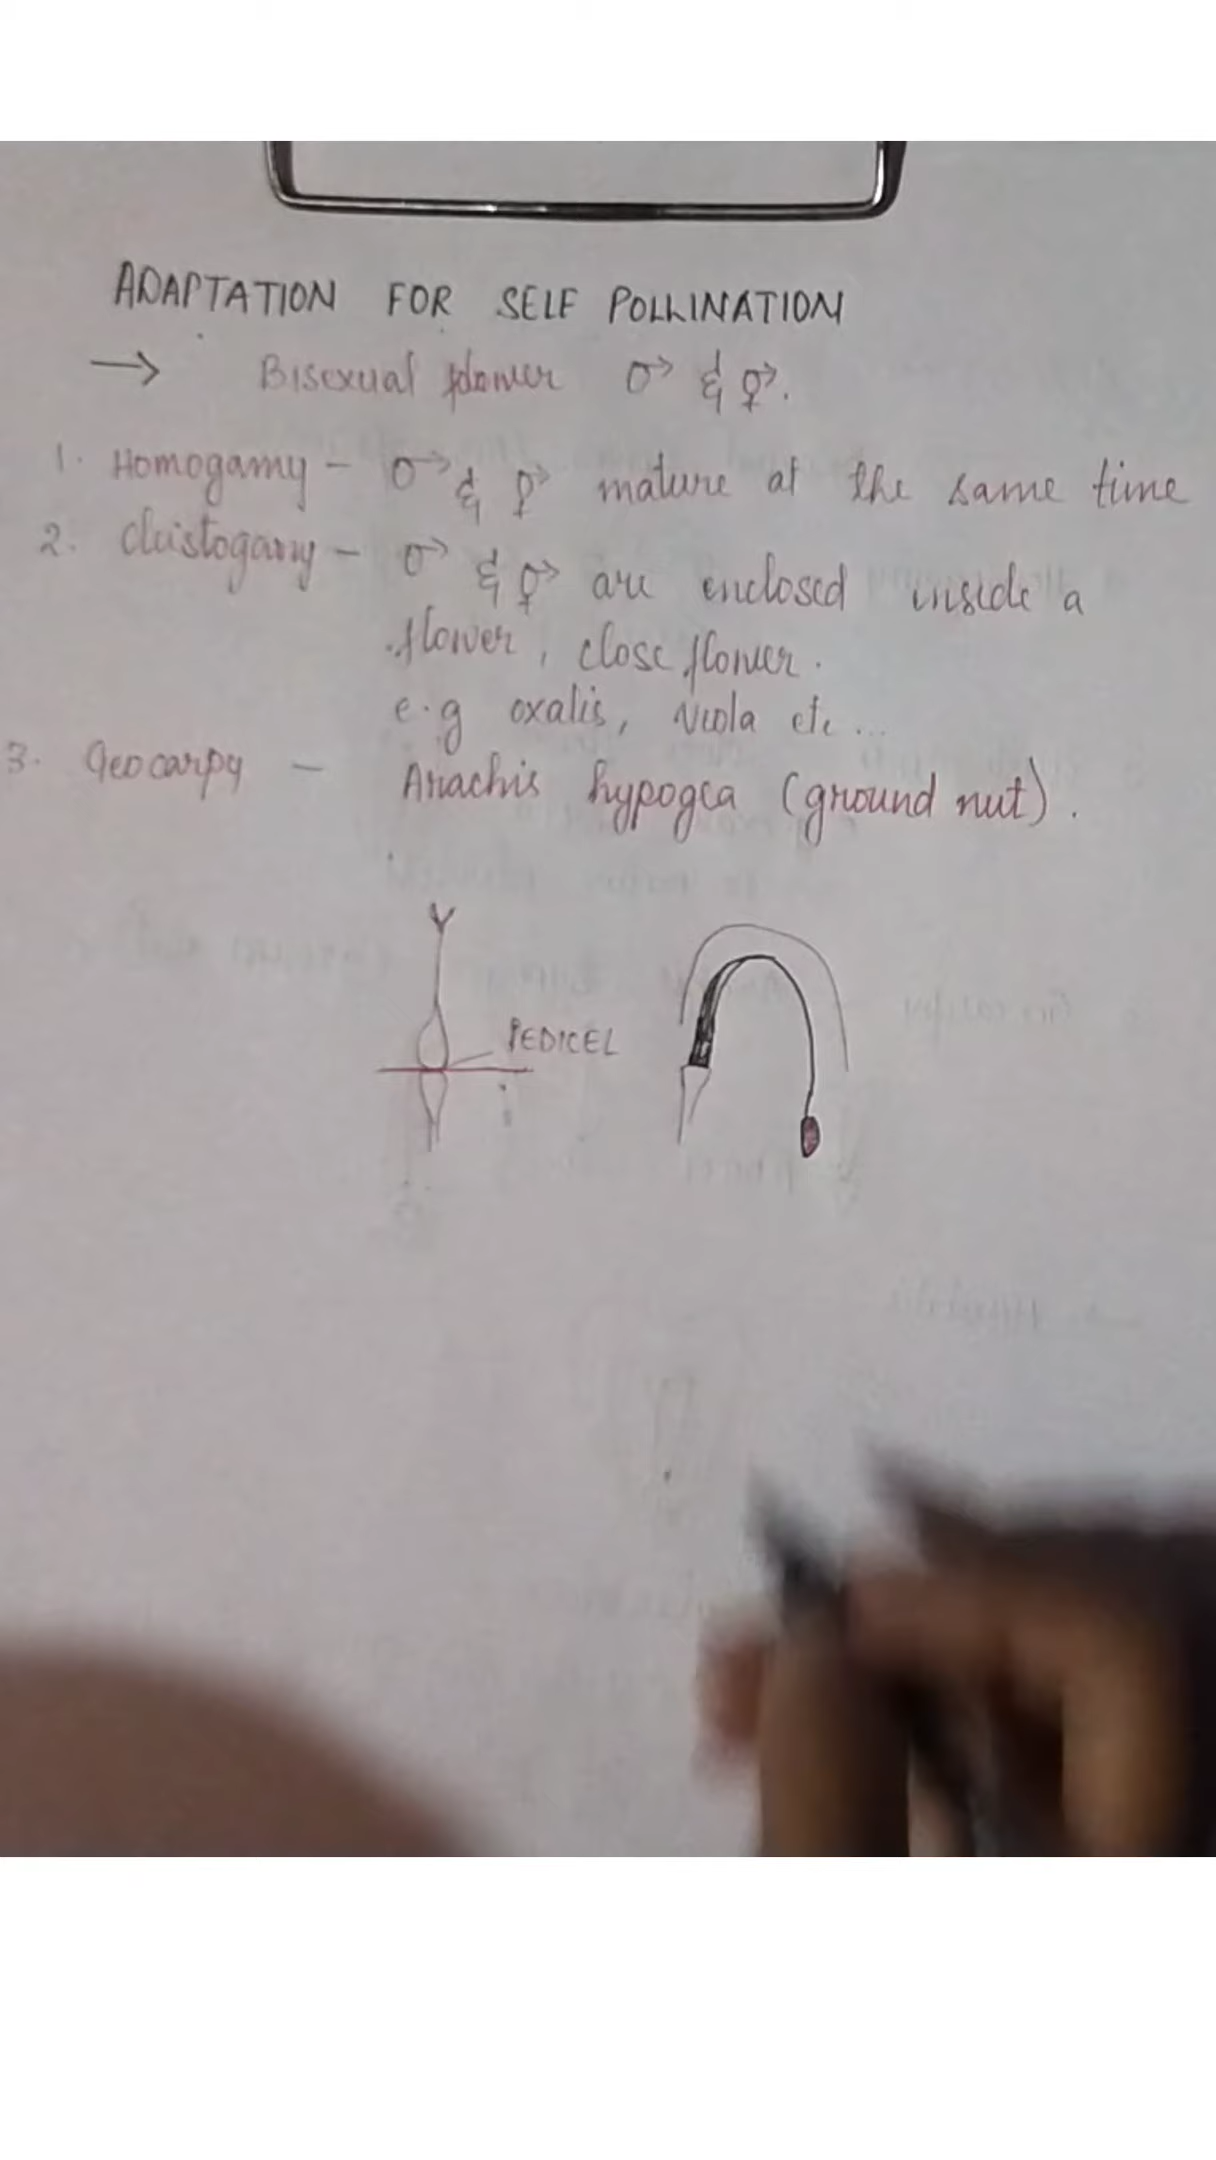 ADAPTATION FOR SELF POLLINATION
→ Bisexual flower ♂ & ⚥.
1. Homogamy - ♂ & ⚥ mature at the same time
2. Cleistogamy - ♂ & ⚥ are enclosed inside a
flower, close flower.
e.g oxalis, viola etc...
3. Geocarpy - Arachis hypogea (ground nut).
PEDICEL